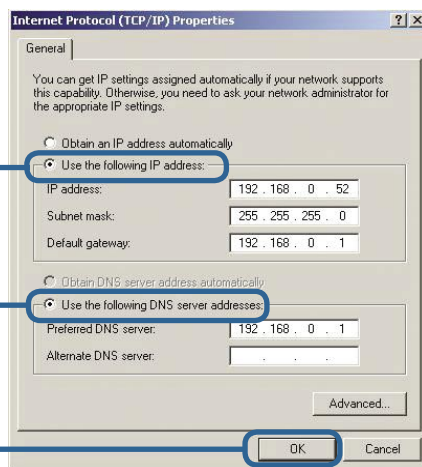 Internet Protocol (TCP/IP) Properties
General
You can get IP settings assigned automatically if your network supports
this capability. Otherwise, you need to ask your network administrator for
the appropriate IP settings.
Obtain an IP address automatically
Use the following IP address:
IP address: 192 . 168 . 0 . 52
Subnet mask: 255 . 255 . 255 . 0
Default gateway: 192 . 168 . 0 . 1
Obtain DNS server address automatically
Use the following DNS server addresses:
Preferred DNS server: 192 . 168 . 0 . 1
Alternate DNS server: . . .
Advanced...
OK Cancel